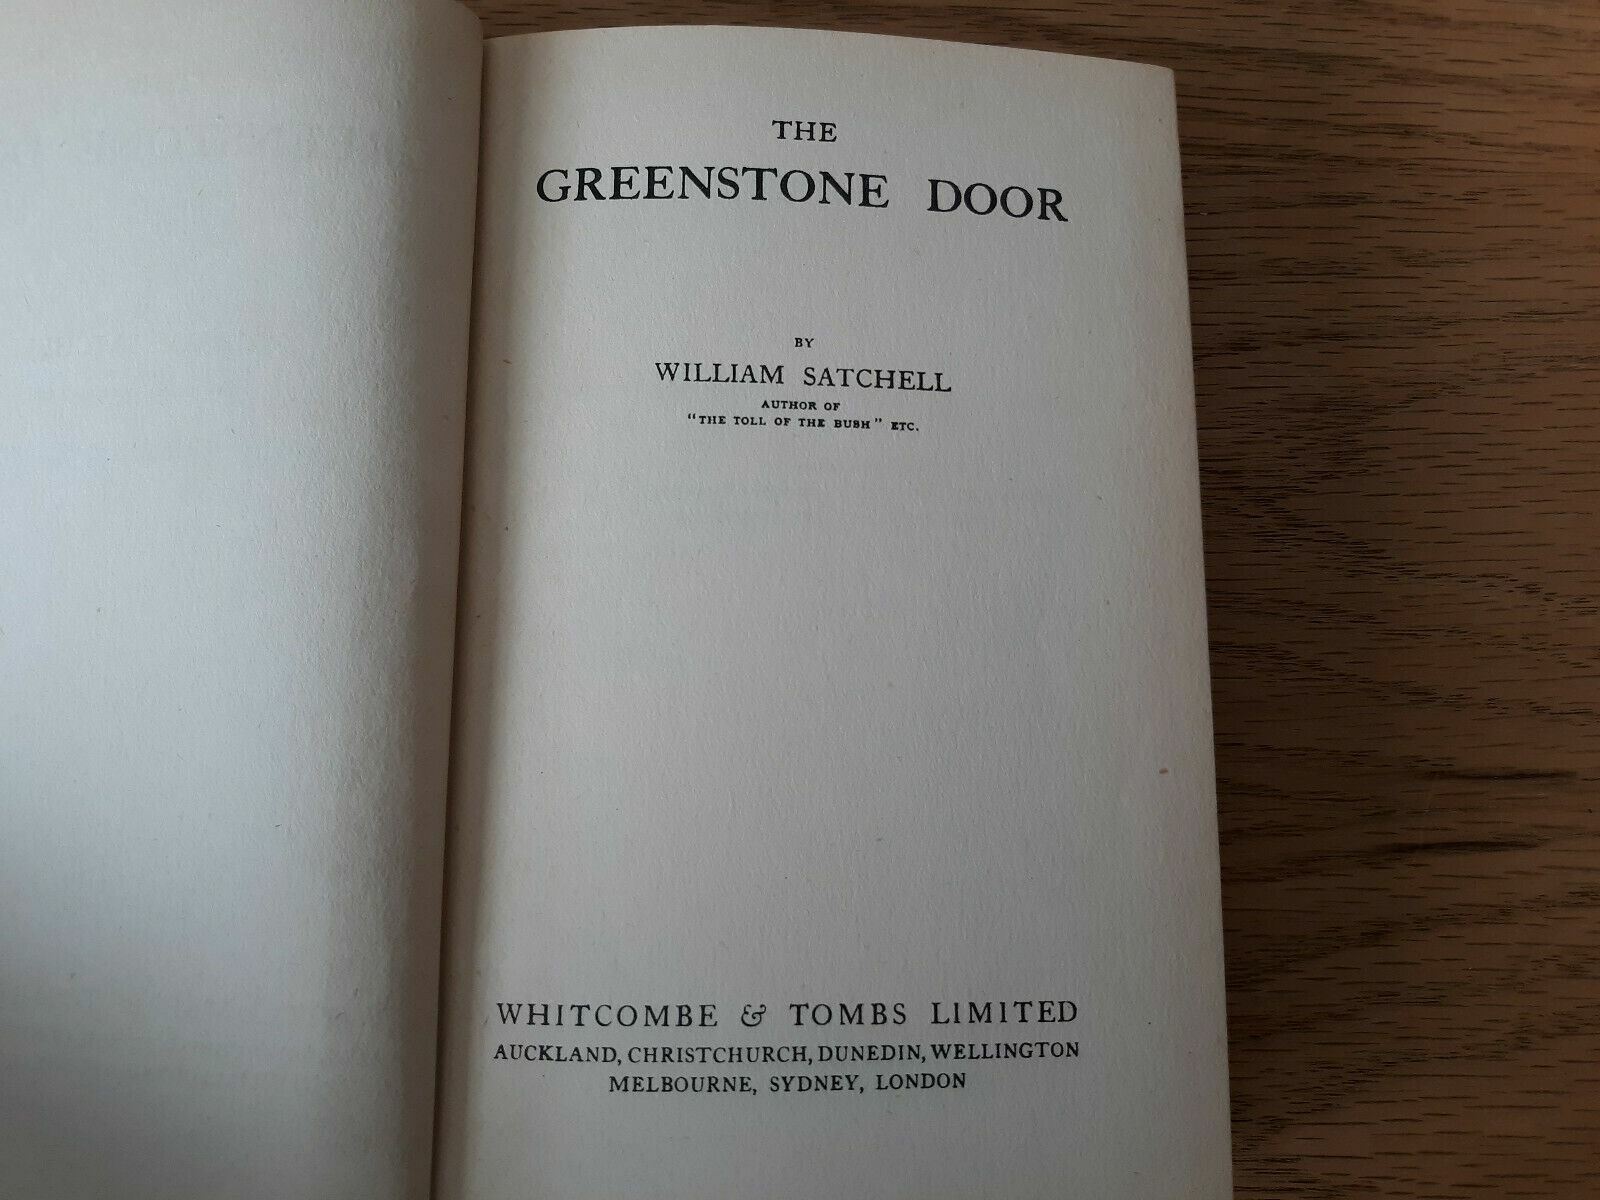 THE
GREENSTONE DOOR
BY
WILLIAM SATCHELL
AUTHOR OF
"THE TOLL OF THE BUSH" ETC.
WHITCOMBE & TOMBS LIMITED
AUCKLAND, CHRISTCHURCH, DUNEDIN, WELLINGTON
MELBOURNE, SYDNEY, LONDON